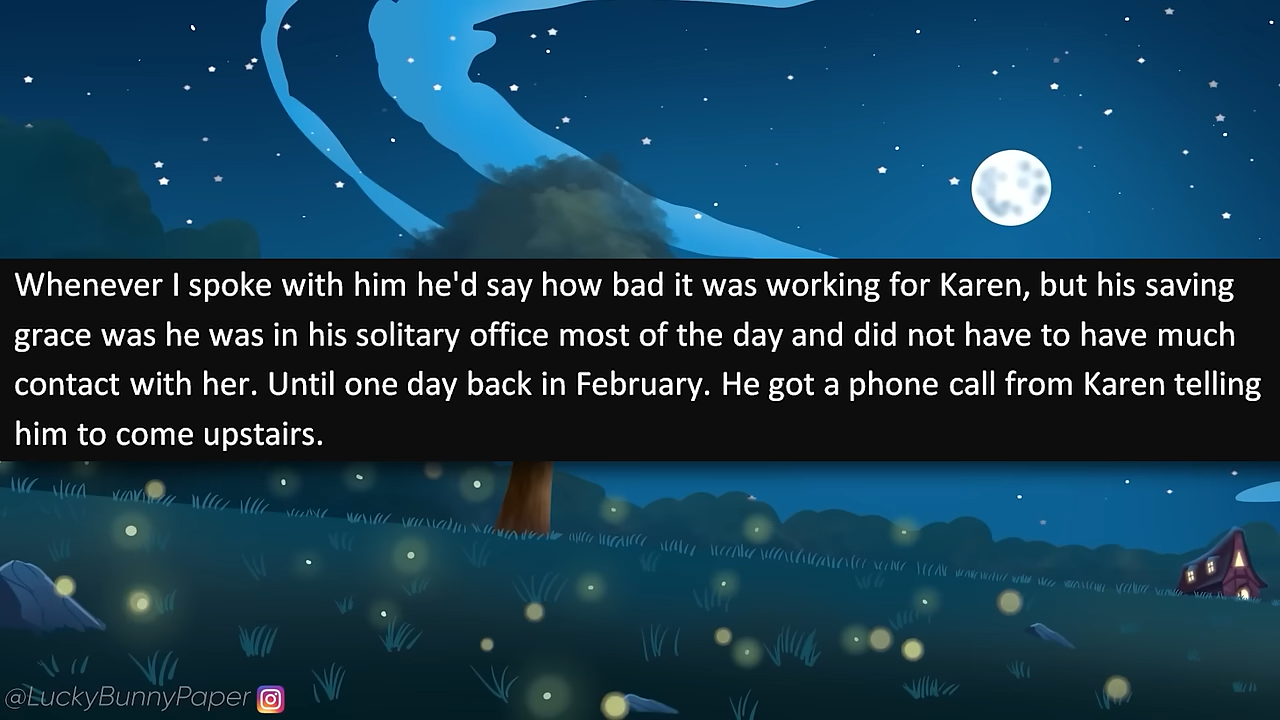 Whenever I spoke with him he'd say how bad it was working for Karen, but his saving
grace was he was in his solitary office most of the day and did not have to have much
contact with her. Until one day back in February. He got a phone call from Karen telling
him to come upstairs.
@LuckyBunnyPaper